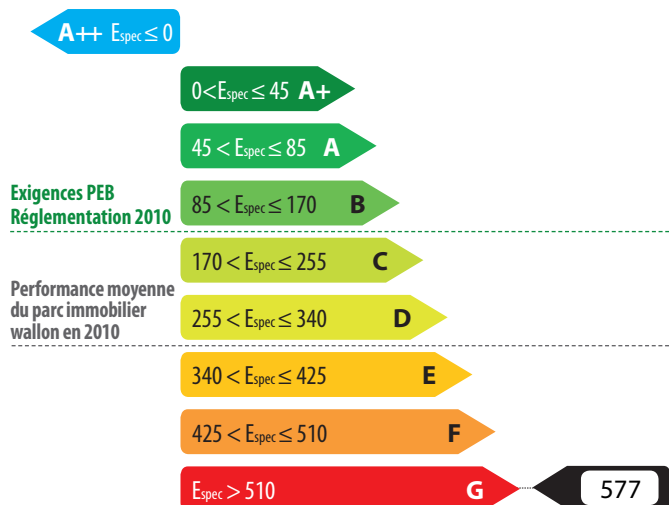 A++ Espec ≤ 0
0<Espec ≤ 45 A+
45 < Espec ≤ 85 A
Exigences PEB
Réglementation 2010
85 < Espec ≤ 170 B
170 < Espec ≤ 255 C
Performance moyenne
du parc immobilier
wallon en 2010
255 < Espec ≤ 340 D
340 < Espec ≤ 425 E
425 < Espec ≤ 510 F
Espec > 510 G 577